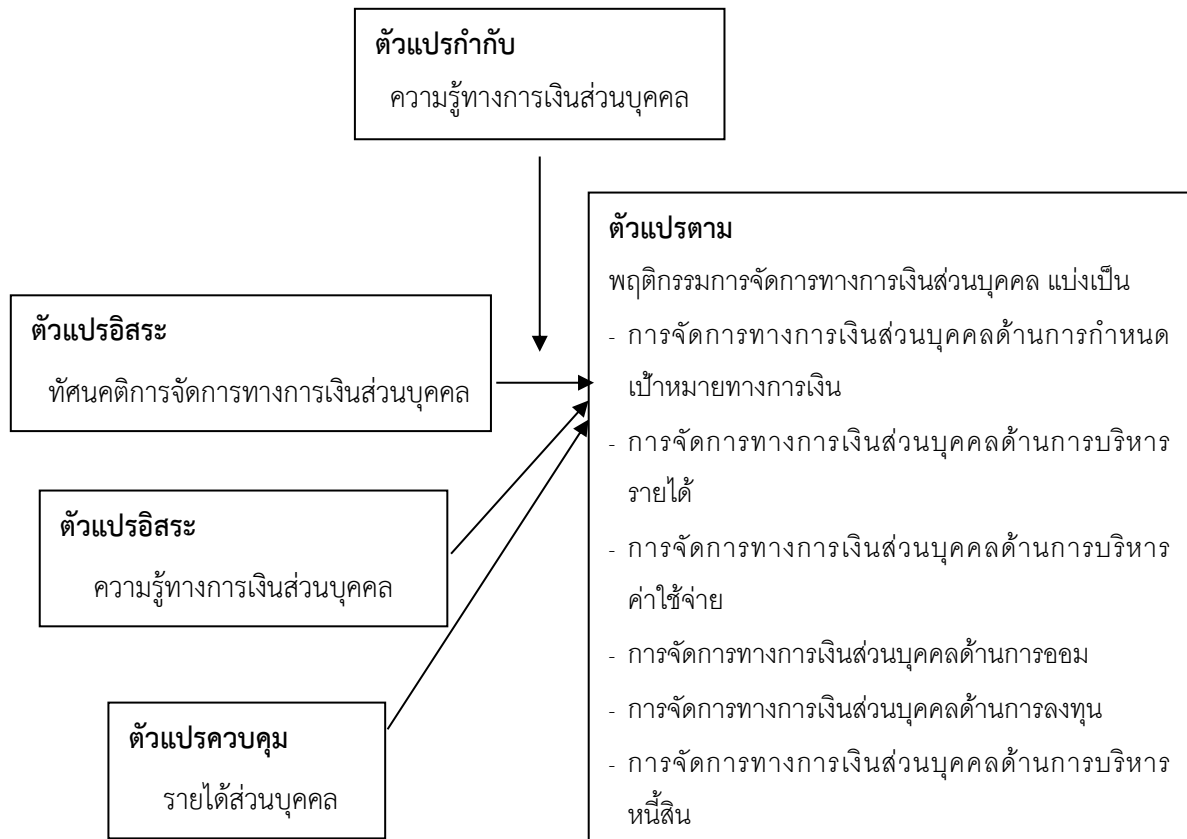 ตัวแปรกำกับ
ความรู้ทางการเงินส่วนบุคคล
ตัวแปรอิสระ
ทัศนคติการจัดการทางการเงินส่วนบุคคล
ตัวแปรอิสระ
ความรู้ทางการเงินส่วนบุคคล
ตัวแปรควบคุม
รายได้ส่วนบุคคล
ตัวแปรตาม
พฤติกรรมการจัดการทางการเงินส่วนบุคคล แบ่งเป็น
- การจัดการทางการเงินส่วนบุคคลด้านการกำหนด
เป้าหมายทางการเงิน
- การจัดการทางการเงินส่วนบุคคลด้านการบริหาร
รายได้
- การจัดการทางการเงินส่วนบุคคลด้านการบริหาร
ค่าใช้จ่าย
- การจัดการทางการเงินส่วนบุคคลด้านการออม
- การจัดการทางการเงินส่วนบุคคลด้านการลงทุน
- การจัดการทางการเงินส่วนบุคคลด้านการบริหาร
หนี้สิน